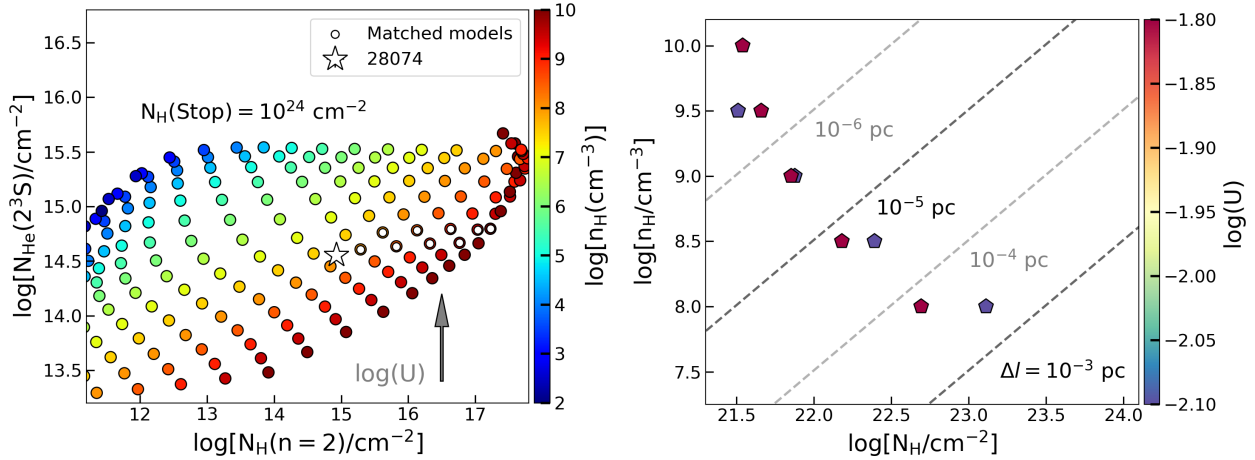 log[N_He(2^3S)/cm^−2]
16.5
16.0
15.5
15.0
14.5
14.0
13.5
Matched models
28074
N_H(Stop) = 10^24 cm^−2
log(U)
12 13 14 15 16 17
log[N_H(n = 2)/cm^−2]
10
9
8
7
6
5
4
3
2
log[n_H(cm^−3)]
log[n_H/cm^−3]
10.0
9.5
9.0
8.5
8.0
7.5
10^−6 pc
10^−5 pc
10^−4 pc
Δl = 10^−3 pc
21.5 22.0 22.5 23.0 23.5 24.0
log[N_H/cm^−2]
−1.80
−1.85
−1.90
−1.95
−2.00
−2.05
−2.10
log(U)